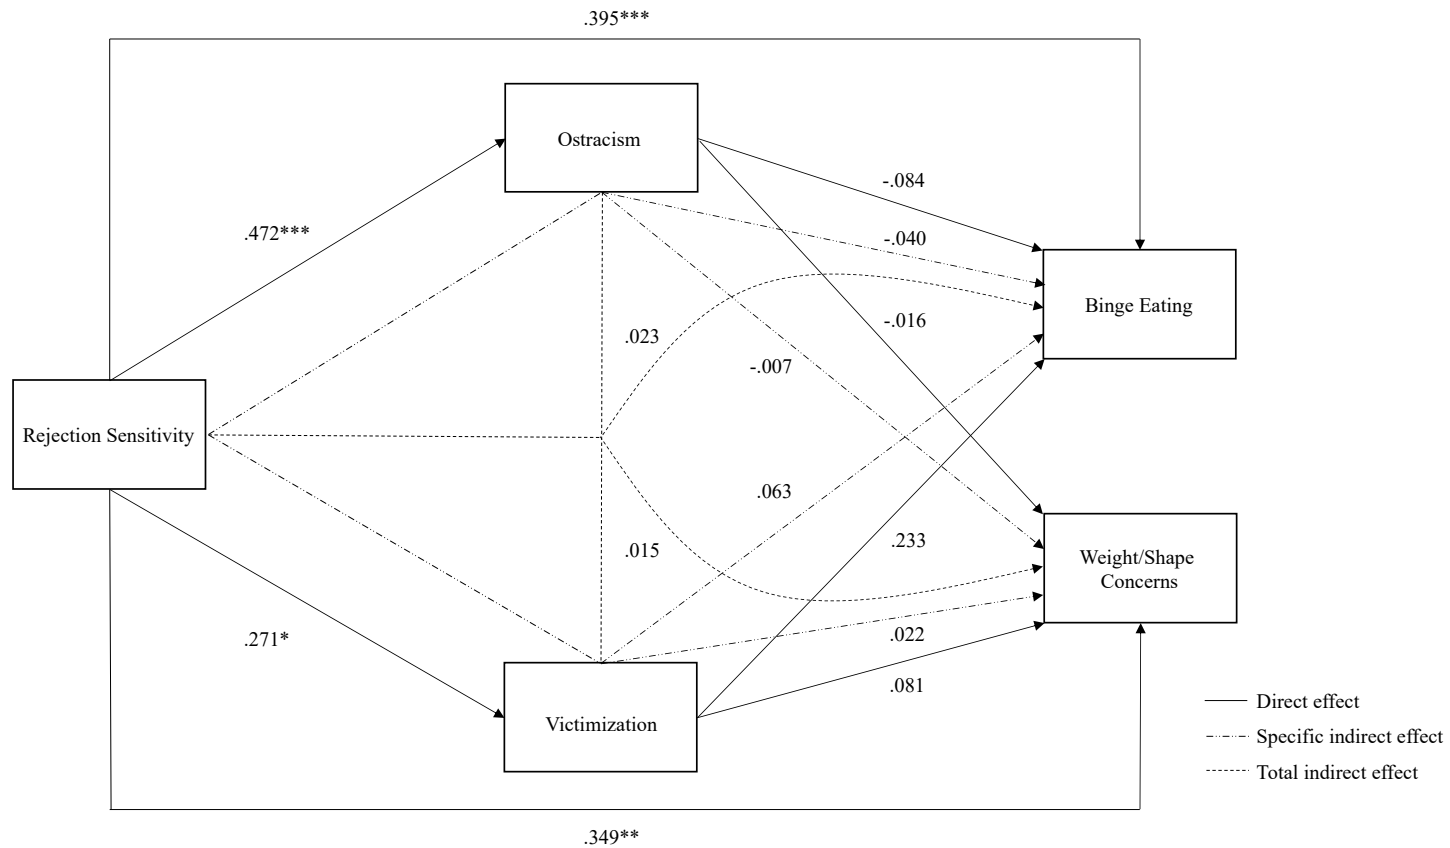 .395***
Ostracism
-.084
.472***
-.040
Binge Eating
-.016
.023
-.007
Rejection Sensitivity
.063
.233
.015
Weight/Shape
Concerns
.271*
.022
.081
Victimization
Direct effect
Specific indirect effect
Total indirect effect
.349**